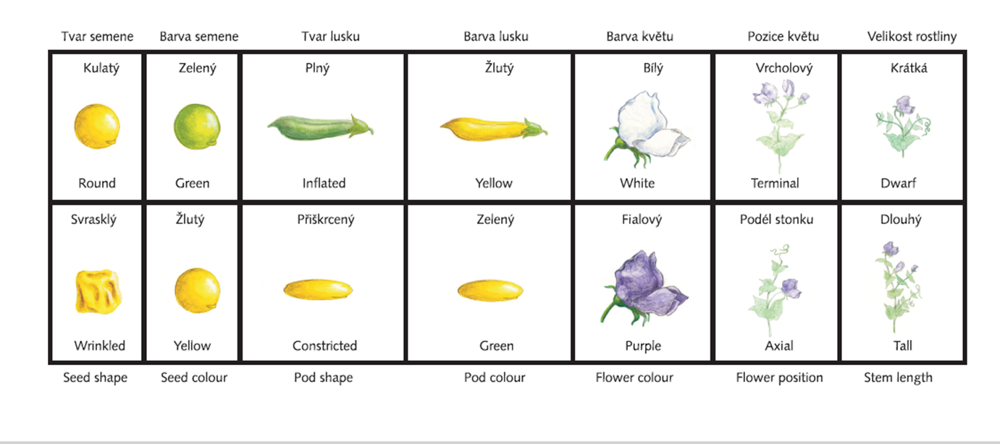 Tvar semene Barva semene Tvar lusku Barva lusku Barva květu Pozice květu Velikost rostliny
Kulatý Zelený Plný Žlutý Bílý Vrcholový Krátká
Round Green Inflated Yellow White Terminal Dwarf
Svrasklý Žlutý Přiškrcený Zelený Fialový Podél stonku Dlouhý
Wrinkled Yellow Constricted Green Purple Axial Tall
Seed shape Seed colour Pod shape Pod colour Flower colour Flower position Stem length